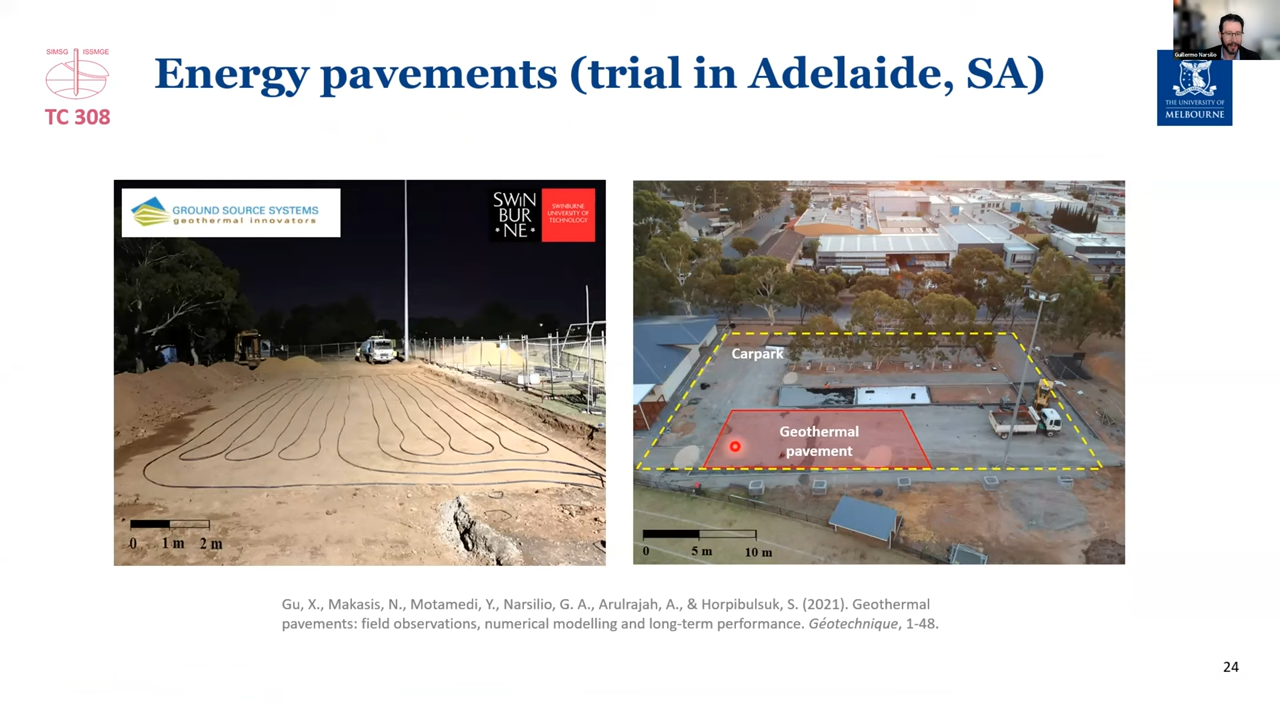 SIMSG ISSMGE
TC 308
Energy pavements (trial in Adelaide, SA)
Guillermo Narsilio
THE UNIVERSITY OF
MELBOURNE
GROUND SOURCE SYSTEMS
geothermal innovators
SWIN
BUR
* NE *
SWINBURNE
UNIVERSITY OF
TECHNOLOGY
0 1 m 2 m
Carpark
Geothermal
pavement
0 5 m 10 m
Gu, X., Makasis, N., Motamedi, Y., Narsilio, G. A., Arulrajah, A., & Horpibulsuk, S. (2021). Geothermal
pavements: field observations, numerical modelling and long-term performance. Géotechnique, 1-48.
24